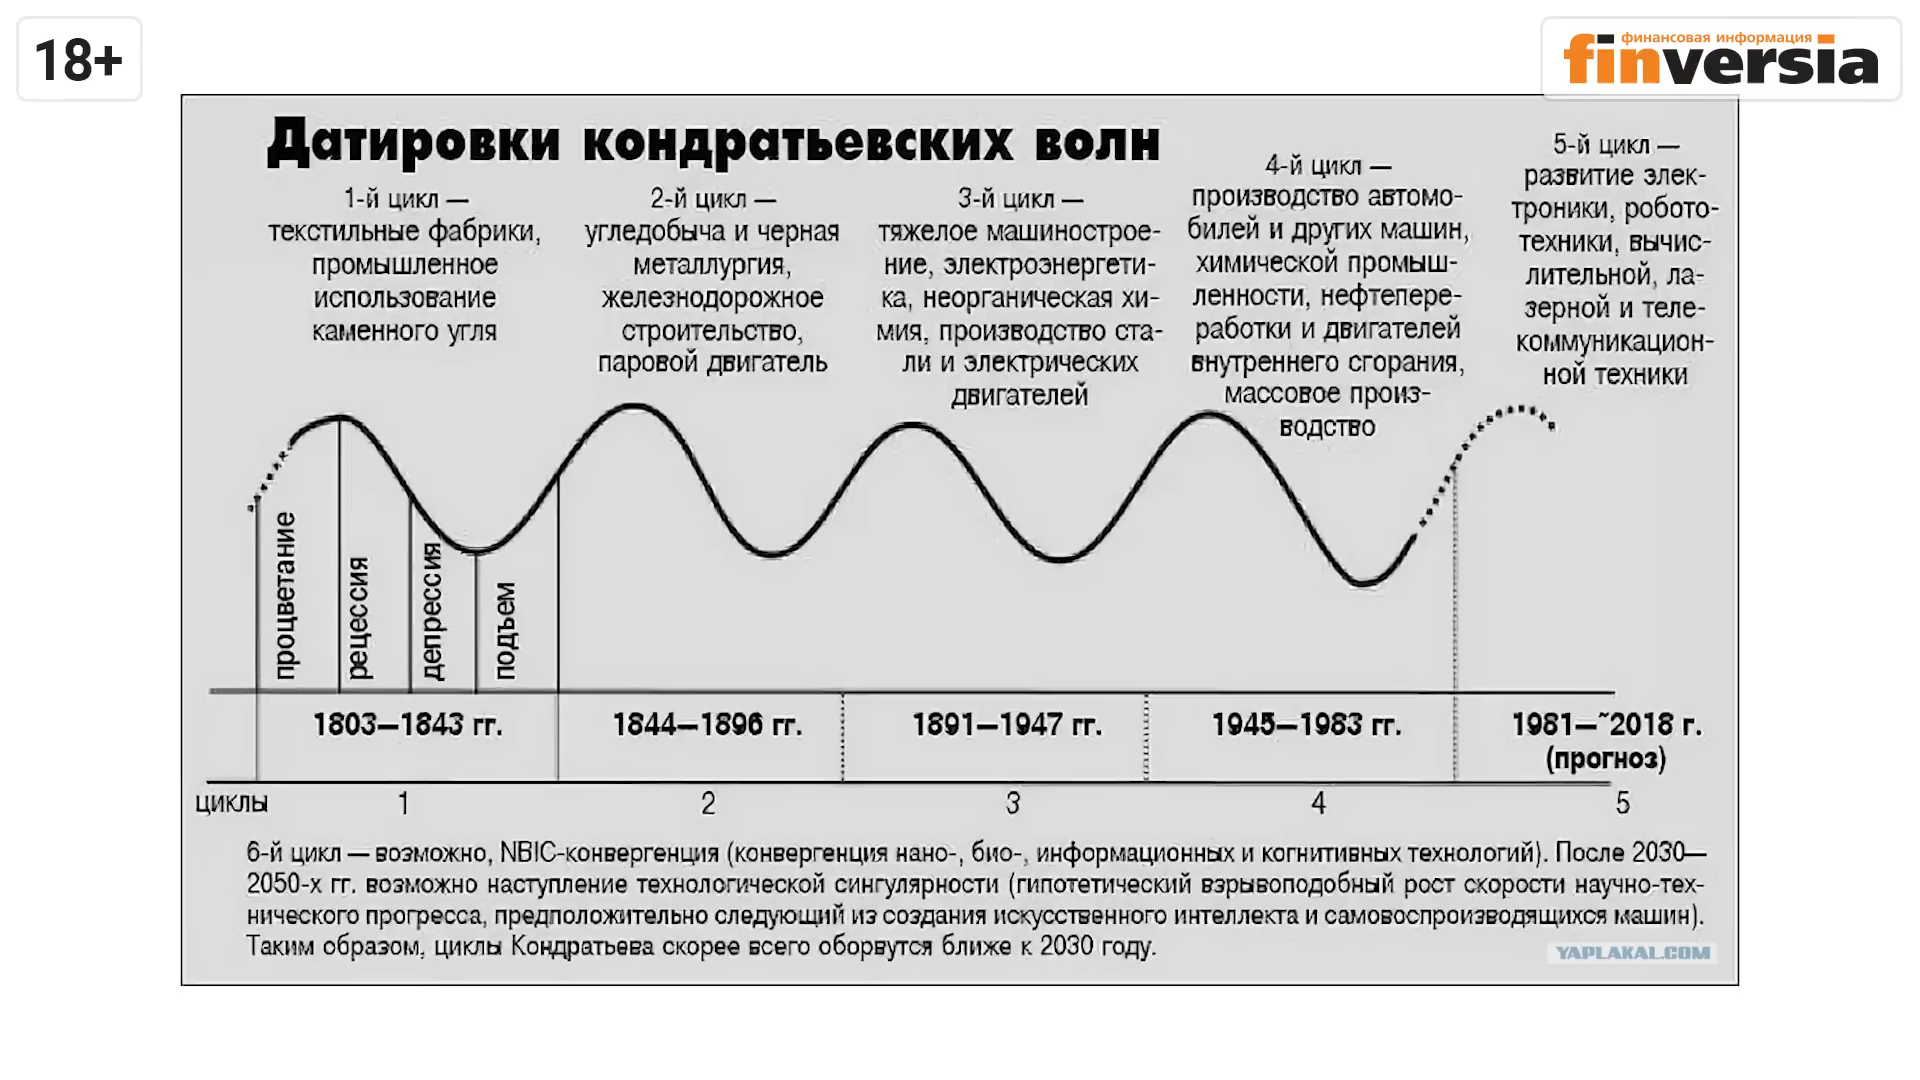 18+
финансовая информация
finversia
Датировки кондратьевских волн
1-й цикл —
текстильные фабрики,
промышленное
использование
каменного угля
2-й цикл —
угледобыча и черная
металлургия,
железнодорожное
строительство,
паровой двигатель
3-й цикл —
тяжелое машинострое-
ние, электроэнергети-
ка, неорганическая хи-
мия, производство ста-
ли и электрических
двигателей
4-й цикл —
производство автомо-
билей и других машин,
химической промыш-
ленности, нефтепере-
работки и двигателей
внутреннего сгорания,
массовое произ-
водство
5-й цикл —
развитие элек-
троники, робото-
техники, вычис-
лительной, ла-
зерной и теле-
коммуникацион-
ной техники
процветание
рецессия
депрессия
подъем
1803—1843 гг.
1844—1896 гг.
1891—1947 гг.
1945—1983 гг.
1981—~2018 г.
(прогноз)
циклы 1 2 3 4 5
6-й цикл — возможно, NBIC-конвергенция (конвергенция нано-, био-, информационных и когнитивных технологий). После 2030—
2050-х гг. возможно наступление технологической сингулярности (гипотетический взрывоподобный рост скорости научно-тех-
нического прогресса, предположительно следующий из создания искусственного интеллекта и самовоспроизводящихся машин).
Таким образом, циклы Кондратьева скорее всего оборвутся ближе к 2030 году.
YAPLAKAL.COM